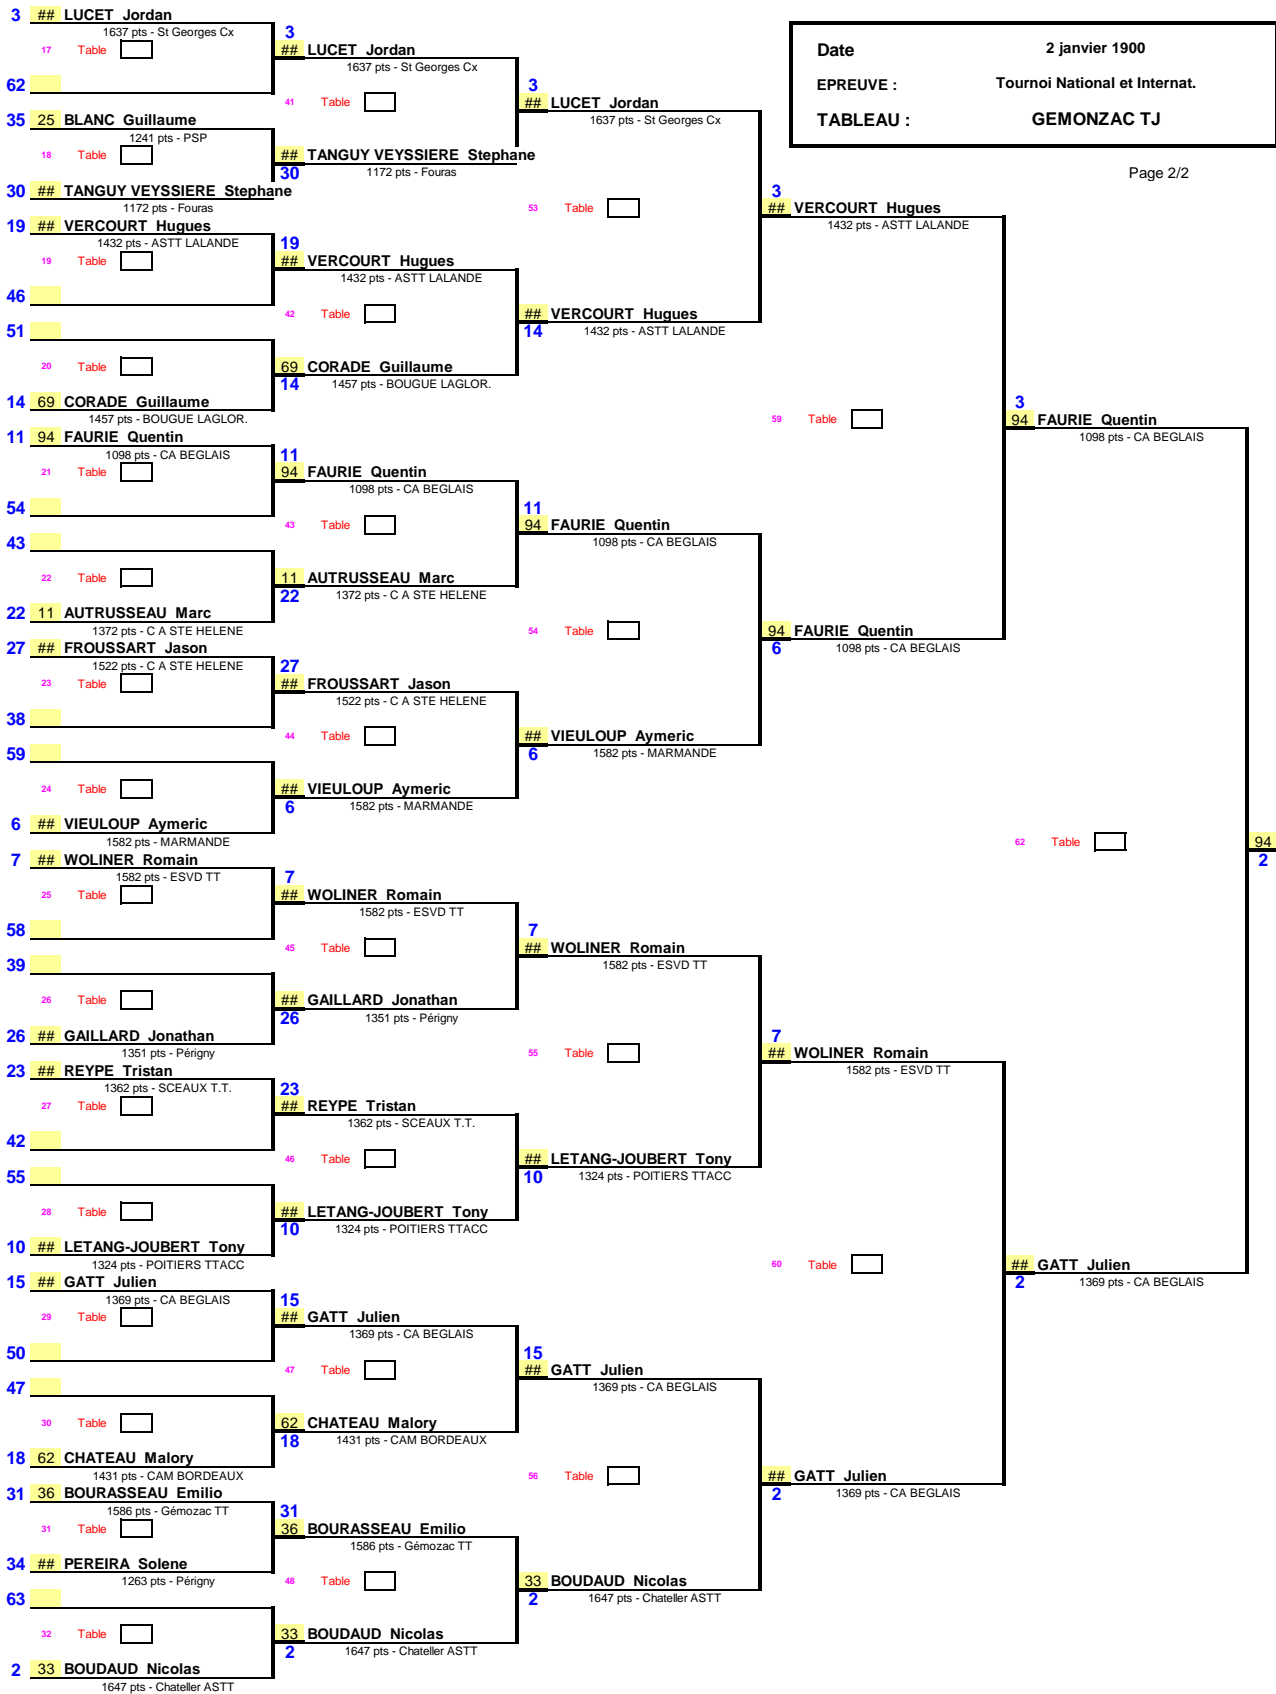 3 ## LUCET Jordan
1637 pts - St Georges Cx
17 Table
62
35 25 BLANC Guillaume
1241 pts - PSP
18 Table
30 ## TANGUY VEYSSIERE Stephane
1172 pts - Fouras
19 ## VERCOURT Hugues
1432 pts - ASTT LALANDE
19 Table
46
51
20 Table
14 69 CORADE Guillaume
1457 pts - BOUGUE LAGLOR.
11 94 FAURIE Quentin
1098 pts - CA BEGLAIS
21 Table
54
43
22 Table
22 11 AUTRUSSEAU Marc
1372 pts - C A STE HELENE
27 ## FROUSSART Jason
1522 pts - C A STE HELENE
23 Table
38
59
24 Table
6 ## VIEULOUP Aymeric
1582 pts - MARMANDE
7 ## WOLINER Romain
1582 pts - ESVD TT
25 Table
58
39
26 Table
26 ## GAILLARD Jonathan
1351 pts - Périgny
23 ## REYPE Tristan
1362 pts - SCEAUX T.T.
27 Table
42
55
28 Table
10 ## LETANG-JOUBERT Tony
1324 pts - POITIERS TTACC
15 ## GATT Julien
1369 pts - CA BEGLAIS
29 Table
50
47
30 Table
18 62 CHATEAU Malory
1431 pts - CAM BORDEAUX
31 36 BOURASSEAU Emilio
1586 pts - Gémozac TT
31 Table
34 ## PEREIRA Solene
1263 pts - Périgny
63
32 Table
2 33 BOUDAUD Nicolas
1647 pts - Chateller ASTT
3
## LUCET Jordan
1637 pts - St Georges Cx
41 Table
## TANGUY VEYSSIERE Stephane
30
1172 pts - Fouras
19
## VERCOURT Hugues
1432 pts - ASTT LALANDE
42 Table
69 CORADE Guillaume
14
1457 pts - BOUGUE LAGLOR.
11
94 FAURIE Quentin
1098 pts - CA BEGLAIS
43 Table
11 AUTRUSSEAU Marc
22
1372 pts - C A STE HELENE
27
## FROUSSART Jason
1522 pts - C A STE HELENE
44 Table
## VIEULOUP Aymeric
6
1582 pts - MARMANDE
7
## WOLINER Romain
1582 pts - ESVD TT
45 Table
## GAILLARD Jonathan
26
1351 pts - Périgny
23
## REYPE Tristan
1362 pts - SCEAUX T.T.
46 Table
## LETANG-JOUBERT Tony
10
1324 pts - POITIERS TTACC
15
## GATT Julien
1369 pts - CA BEGLAIS
47 Table
62 CHATEAU Malory
18
1431 pts - CAM BORDEAUX
31
36 BOURASSEAU Emilio
1586 pts - Gémozac TT
48 Table
33 BOUDAUD Nicolas
2
1647 pts - Chateller ASTT
3
## LUCET Jordan
1637 pts - St Georges Cx
53 Table
## VERCOURT Hugues
14
1432 pts - ASTT LALANDE
11
94 FAURIE Quentin
1098 pts - CA BEGLAIS
54 Table
## VIEULOUP Aymeric
6
1582 pts - MARMANDE
7
## WOLINER Romain
1582 pts - ESVD TT
55 Table
## LETANG-JOUBERT Tony
10
1324 pts - POITIERS TTACC
15
## GATT Julien
1369 pts - CA BEGLAIS
56 Table
33 BOUDAUD Nicolas
2
1647 pts - Chateller ASTT
Date 2 janvier 1900
EPREUVE : Tournoi National et Internat.
TABLEAU : GEMONZAC TJ
Page 2/2
3
## VERCOURT Hugues
1432 pts - ASTT LALANDE
59 Table
94 FAURIE Quentin
6
1098 pts - CA BEGLAIS
7
## WOLINER Romain
1582 pts - ESVD TT
60 Table
## GATT Julien
2
1369 pts - CA BEGLAIS
3
94 FAURIE Quentin
1098 pts - CA BEGLAIS
62 Table
## GATT Julien
2
1369 pts - CA BEGLAIS
94
2